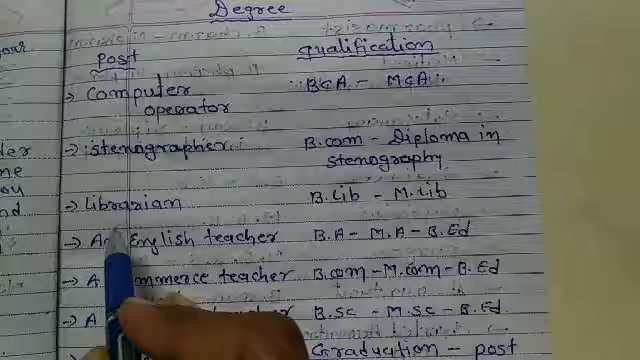 Degree
Post Qualification
→ Computer operator BCA - MCA
→ Stenographer B.com - Diploma in stenography
→ Librarian B.Lib - M.Lib
→ An English teacher B.A - M.A - B.Ed
→ A mmerce teacher B.com - M.com - B.Ed
→ A B.sc - M.sc - B.Ed
Graduation - post